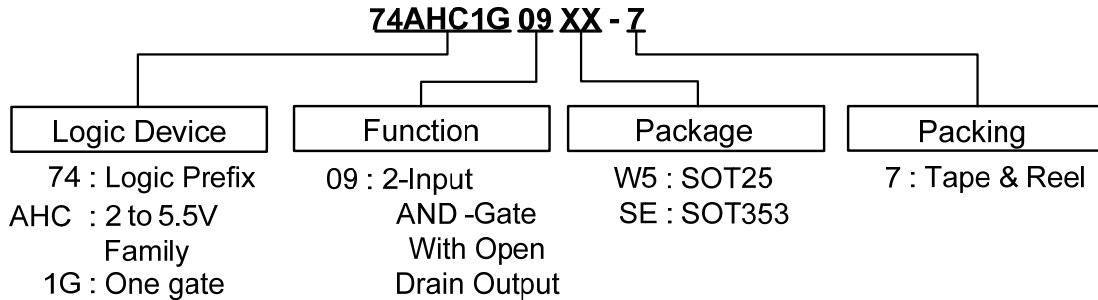 74AHC1G 09 XX - 7
Logic Device
74 : Logic Prefix
AHC : 2 to 5.5V
Family
1G : One gate
Function
09 : 2-Input
AND -Gate
With Open
Drain Output
Package
W5 : SOT25
SE : SOT353
Packing
7 : Tape & Reel